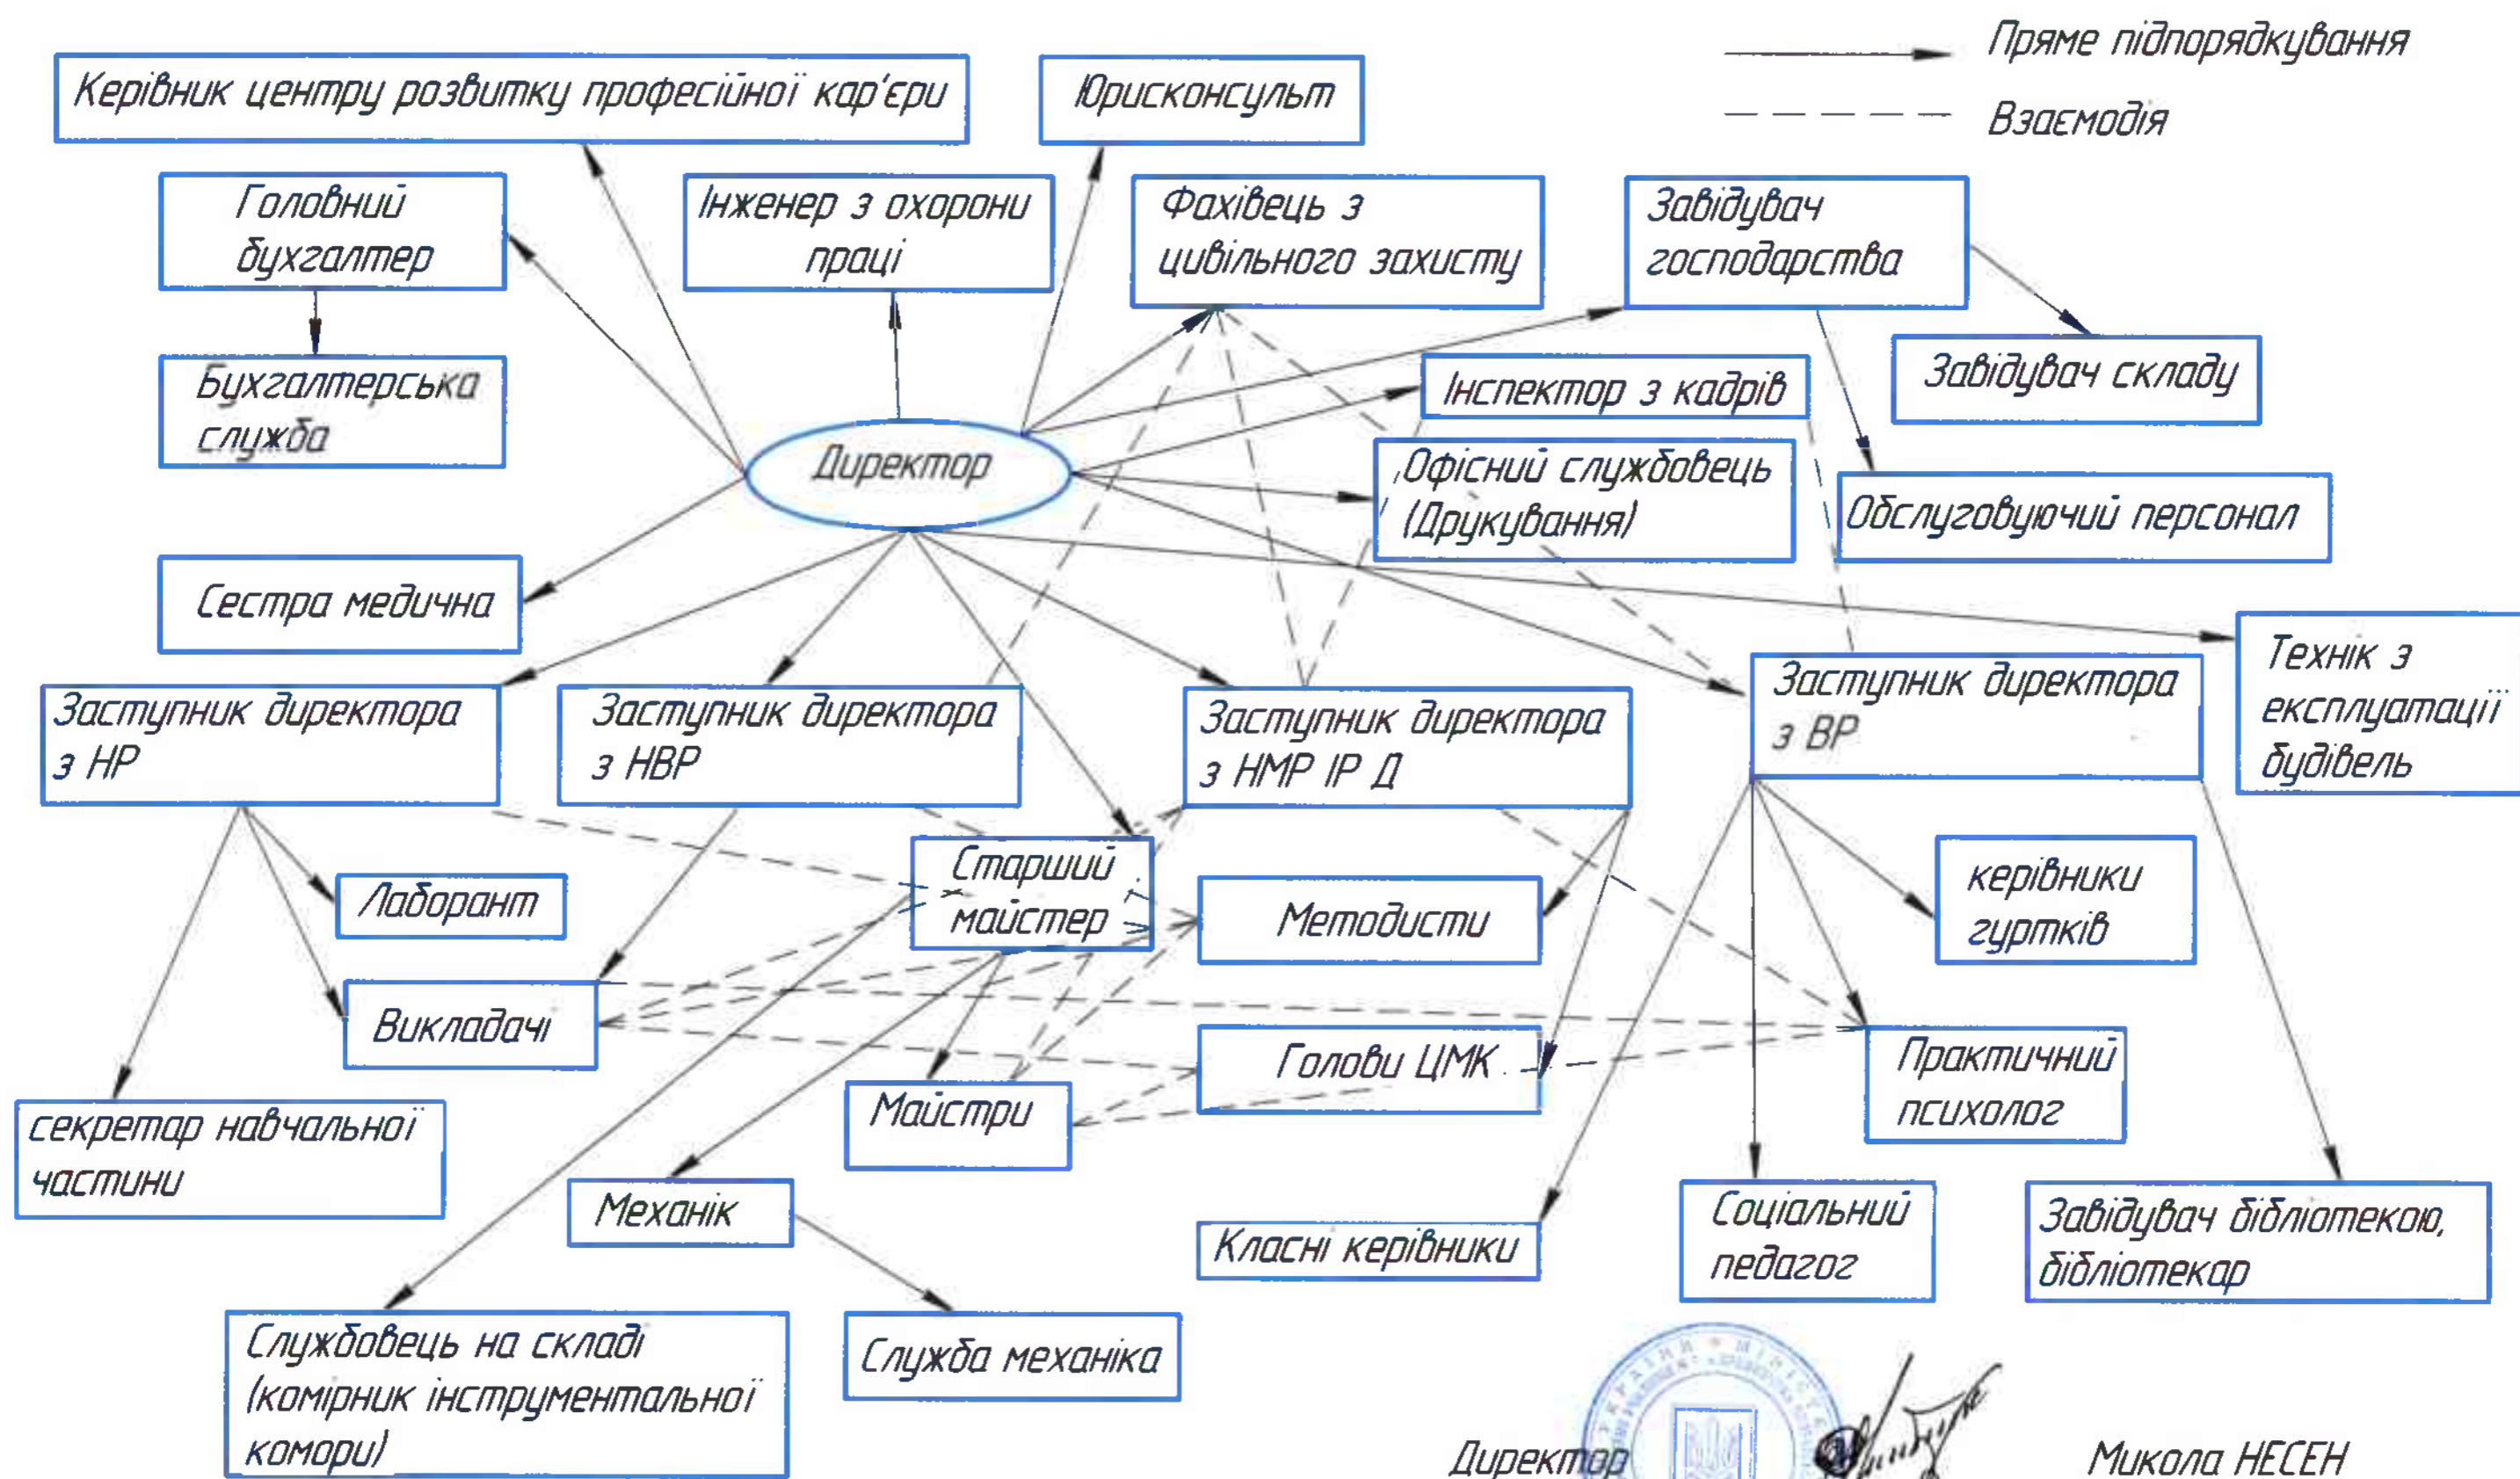 Пряме підпорядкування
Взаємодія
Керівник центру розвитку професійної кар'єри
Юрисконсульт
Головний
бухгалтер
Інженер з охорони
праці
Фахівець з
цивільного захисту
Завідувач
господарства
Бухгалтерська
служба
Інспектор з кадрів
Завідувач складу
Директор
Офісний службовець
(Друкування)
Обслуговуючий персонал
Сестра медична
Технік з
експлуатації
будівель
Заступник директора
з НР
Заступник директора
з НВР
Заступник директора
з НМР ІР Д
Заступник директора
з ВР
Лаборант
Старший
майстер
Методисти
керівники
гуртків
Викладачі
Голови ЦМК
Практичний
психолог
секретар навчальної
частини
Майстри
Механік
Класні керівники
Соціальний
педагог
Завідувач бібліотекою,
бібліотекар
Службовець на складі
(комірник інструментальної
комори)
Служба механіка
Директор
Микола НЕСЕН